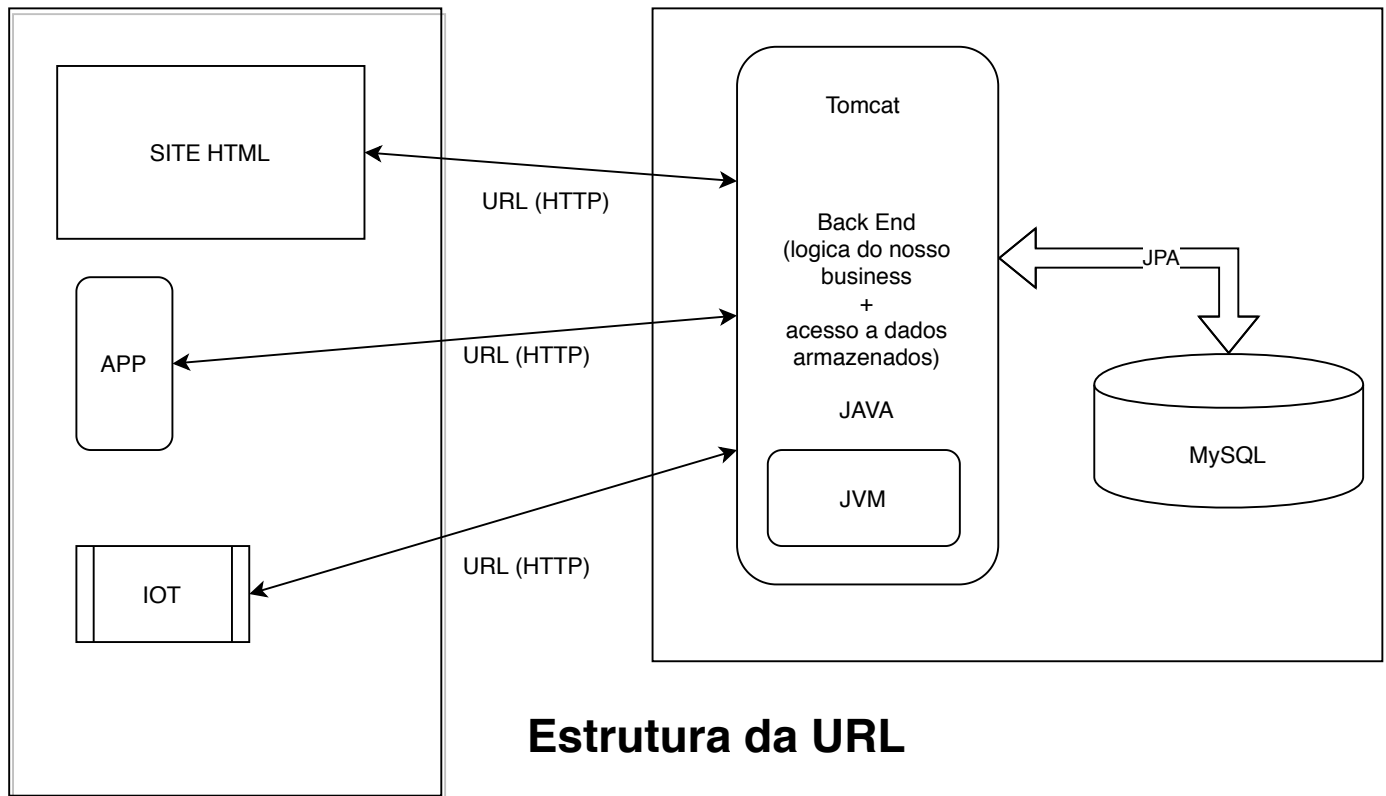 SITE HTML
URL (HTTP)
APP
URL (HTTP)
IOT
URL (HTTP)
Tomcat
Back End
(logica do nosso
business
+
acesso a dados
armazenados)
JAVA
JVM
JPA
MySQL
Estrutura da URL